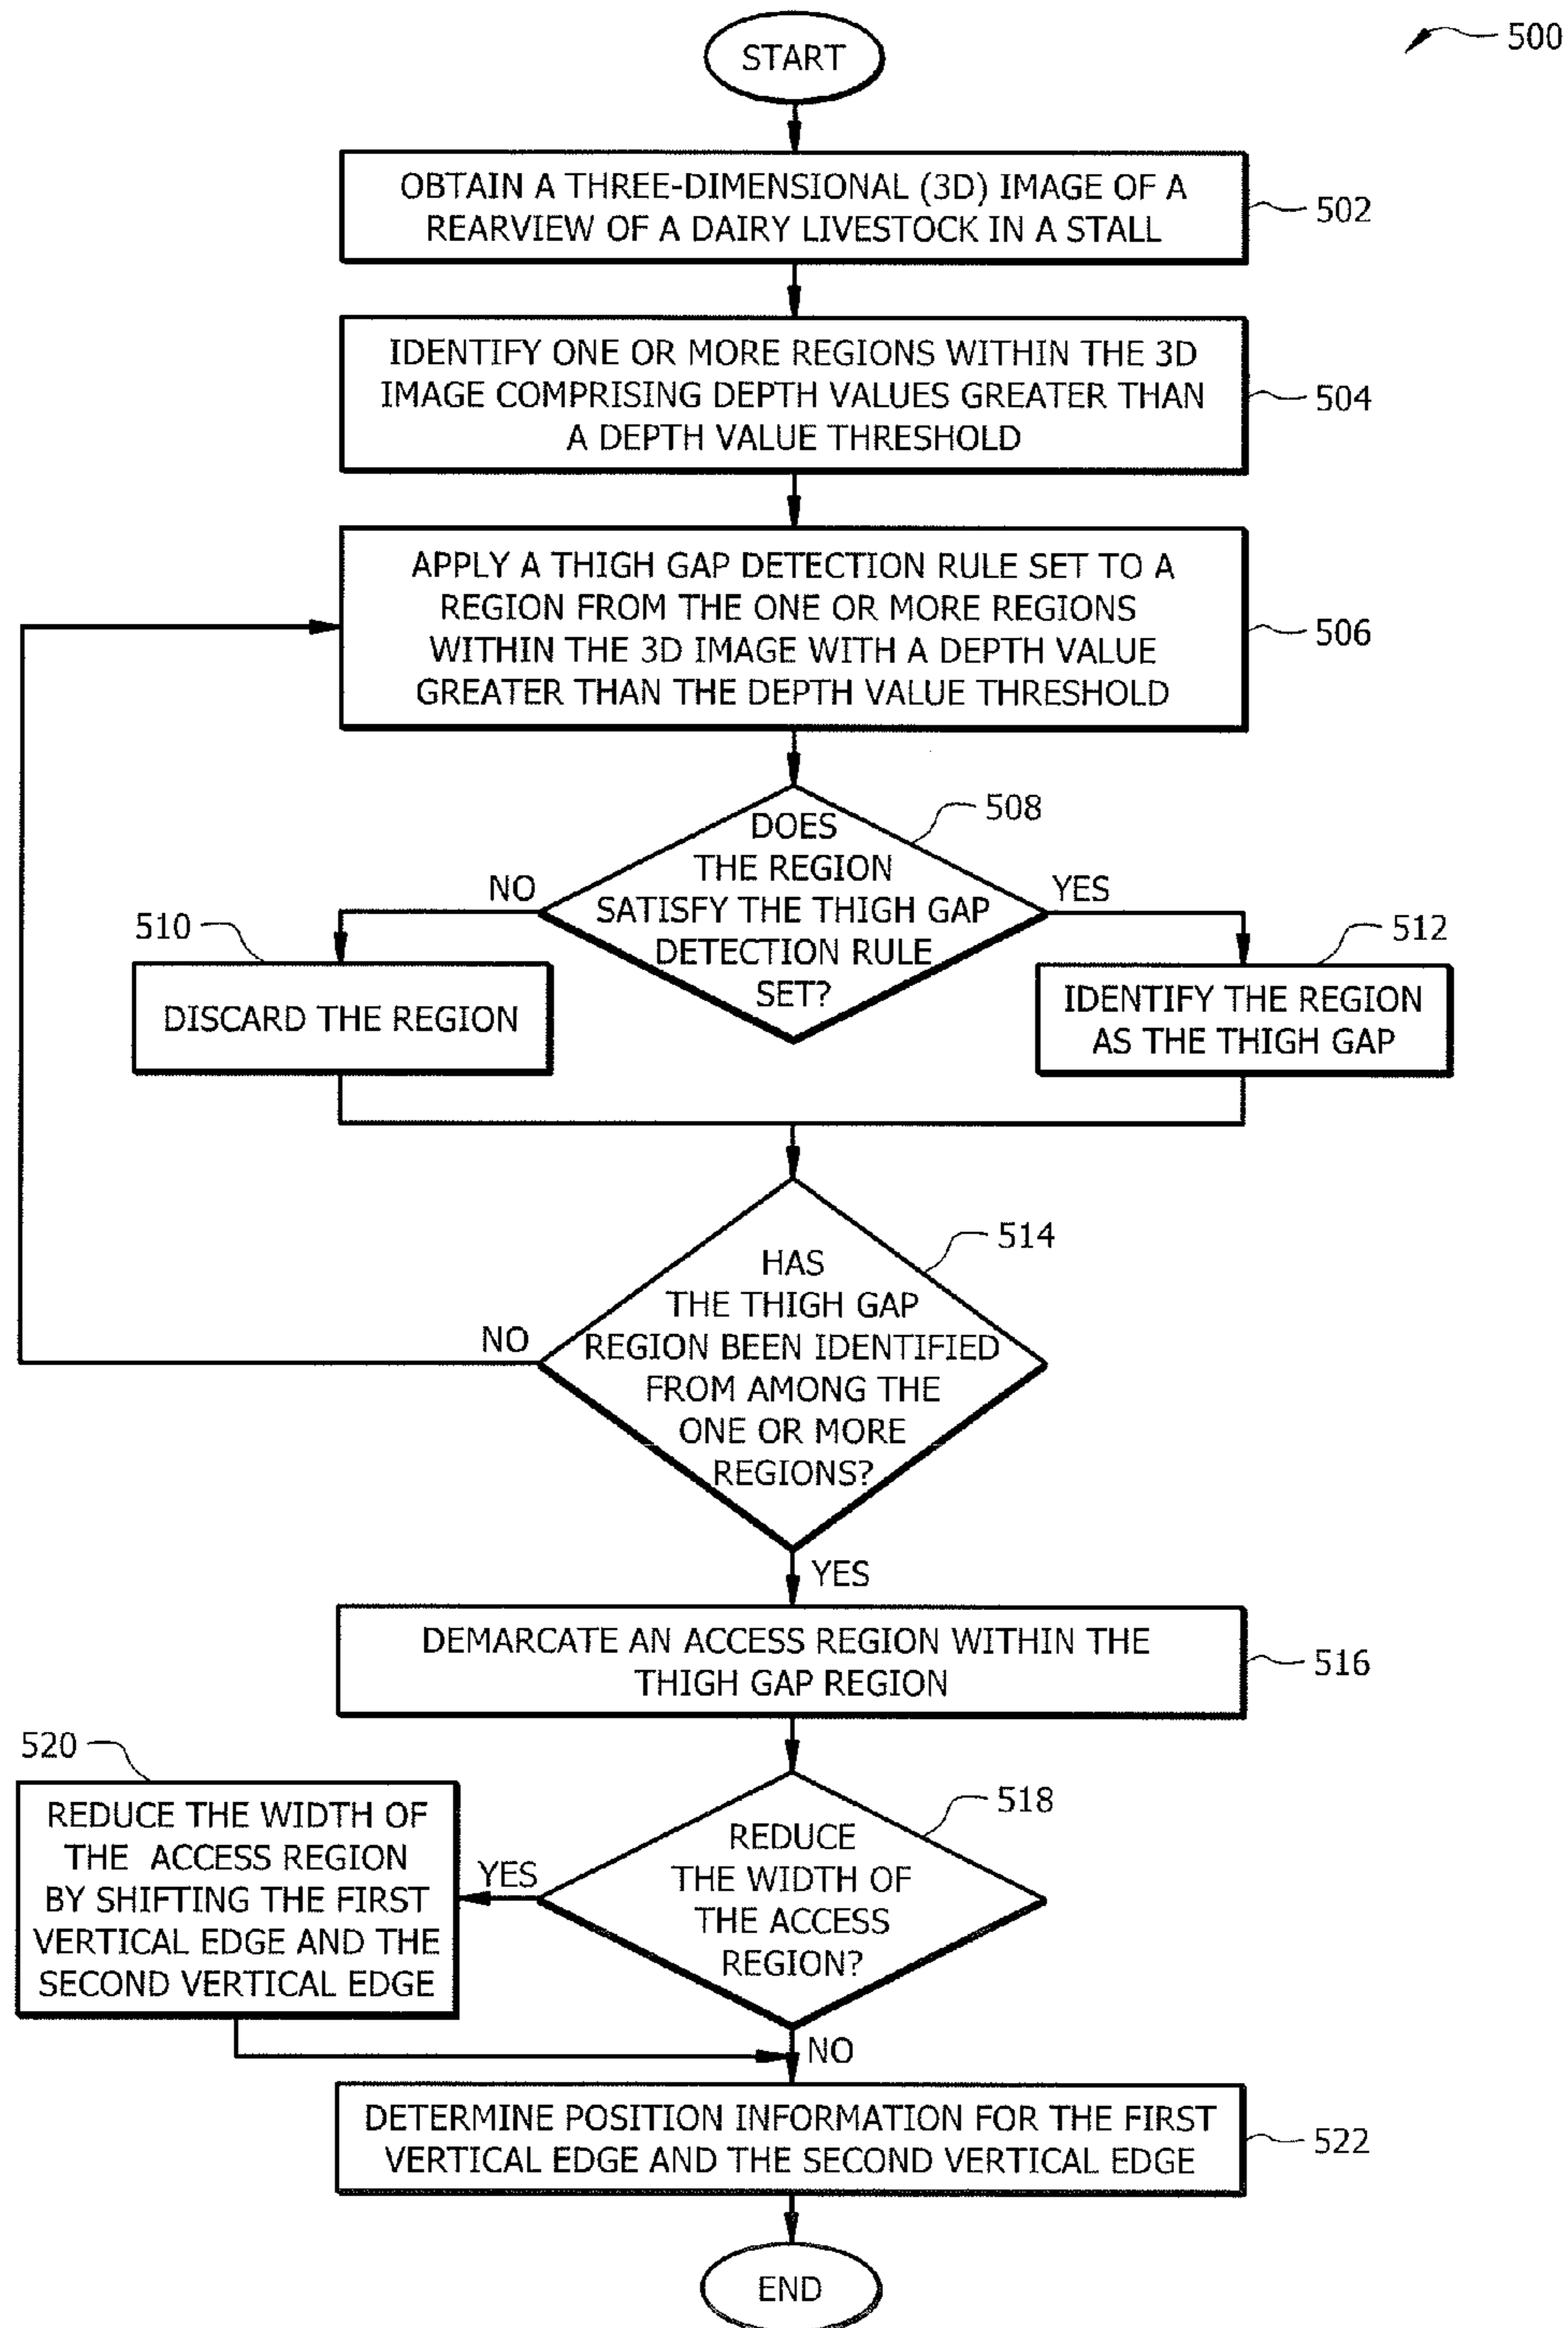 500
START
OBTAIN A THREE-DIMENSIONAL (3D) IMAGE OF A
REARVIEW OF A DAIRY LIVESTOCK IN A STALL
502
IDENTIFY ONE OR MORE REGIONS WITHIN THE 3D
IMAGE COMPRISING DEPTH VALUES GREATER THAN
A DEPTH VALUE THRESHOLD
504
APPLY A THIGH GAP DETECTION RULE SET TO A
REGION FROM THE ONE OR MORE REGIONS
WITHIN THE 3D IMAGE WITH A DEPTH VALUE
GREATER THAN THE DEPTH VALUE THRESHOLD
506
508
DOES
THE REGION
SATISFY THE THIGH GAP
DETECTION RULE
SET?
NO
YES
510
DISCARD THE REGION
512
IDENTIFY THE REGION
AS THE THIGH GAP
514
HAS
THE THIGH GAP
REGION BEEN IDENTIFIED
FROM AMONG THE
ONE OR MORE
REGIONS?
NO
YES
DEMARCATE AN ACCESS REGION WITHIN THE
THIGH GAP REGION
516
518
REDUCE
THE WIDTH OF
THE ACCESS
REGION?
YES
520
REDUCE THE WIDTH OF
THE ACCESS REGION
BY SHIFTING THE FIRST
VERTICAL EDGE AND THE
SECOND VERTICAL EDGE
NO
DETERMINE POSITION INFORMATION FOR THE FIRST
VERTICAL EDGE AND THE SECOND VERTICAL EDGE
522
END